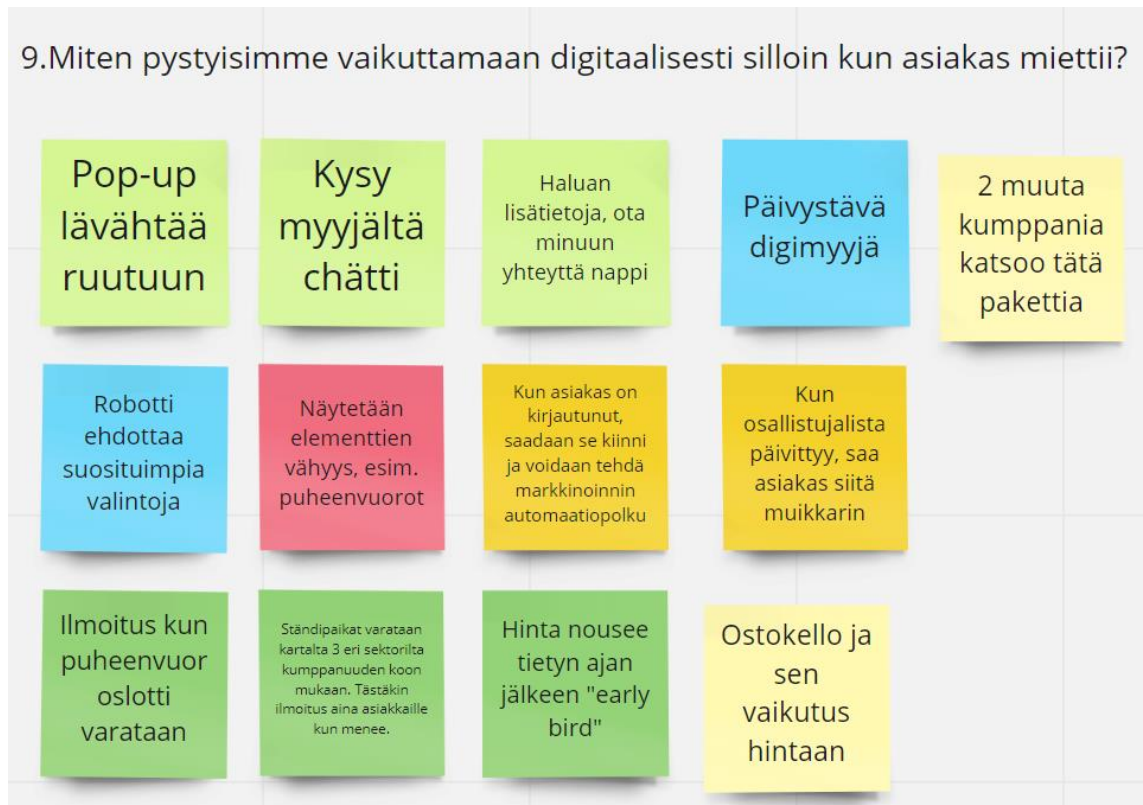 9.Miten pystyisimme vaikuttamaan digitaalisesti silloin kun asiakas miettii?
Pop-up
lävähtää
ruutuun
Kysy
myyjältä
chätti
Haluan
lisätietoja, ota
minuun
yhteyttä nappi
Päivystävä
digimyyjä
2 muuta
kumppania
katsoo tätä
pakettia
Robotti
ehdottaa
suosituimpia
valintoja
Näytetään
elementtien
vähyys, esim.
puheenvuorot
Kun asiakas on
kirjautunut,
saadaan se kiinni
ja voidaan tehdä
markkinoinnin
automaatiopolku
Kun
osallistujalista
päivittyy, saa
asiakas siitä
muikkarin
Ilmoitus kun
puheenvuor
oslotti
varataan
Ständipaikat varataan
kartalta 3 eri sektorilta
kumppanuuden koon
mukaan. Tästäkin
ilmoitus aina asiakkaille
kun menee.
Hinta nousee
tietyn ajan
jälkeen "early
bird"
Ostokello ja
sen
vaikutus
hintaan